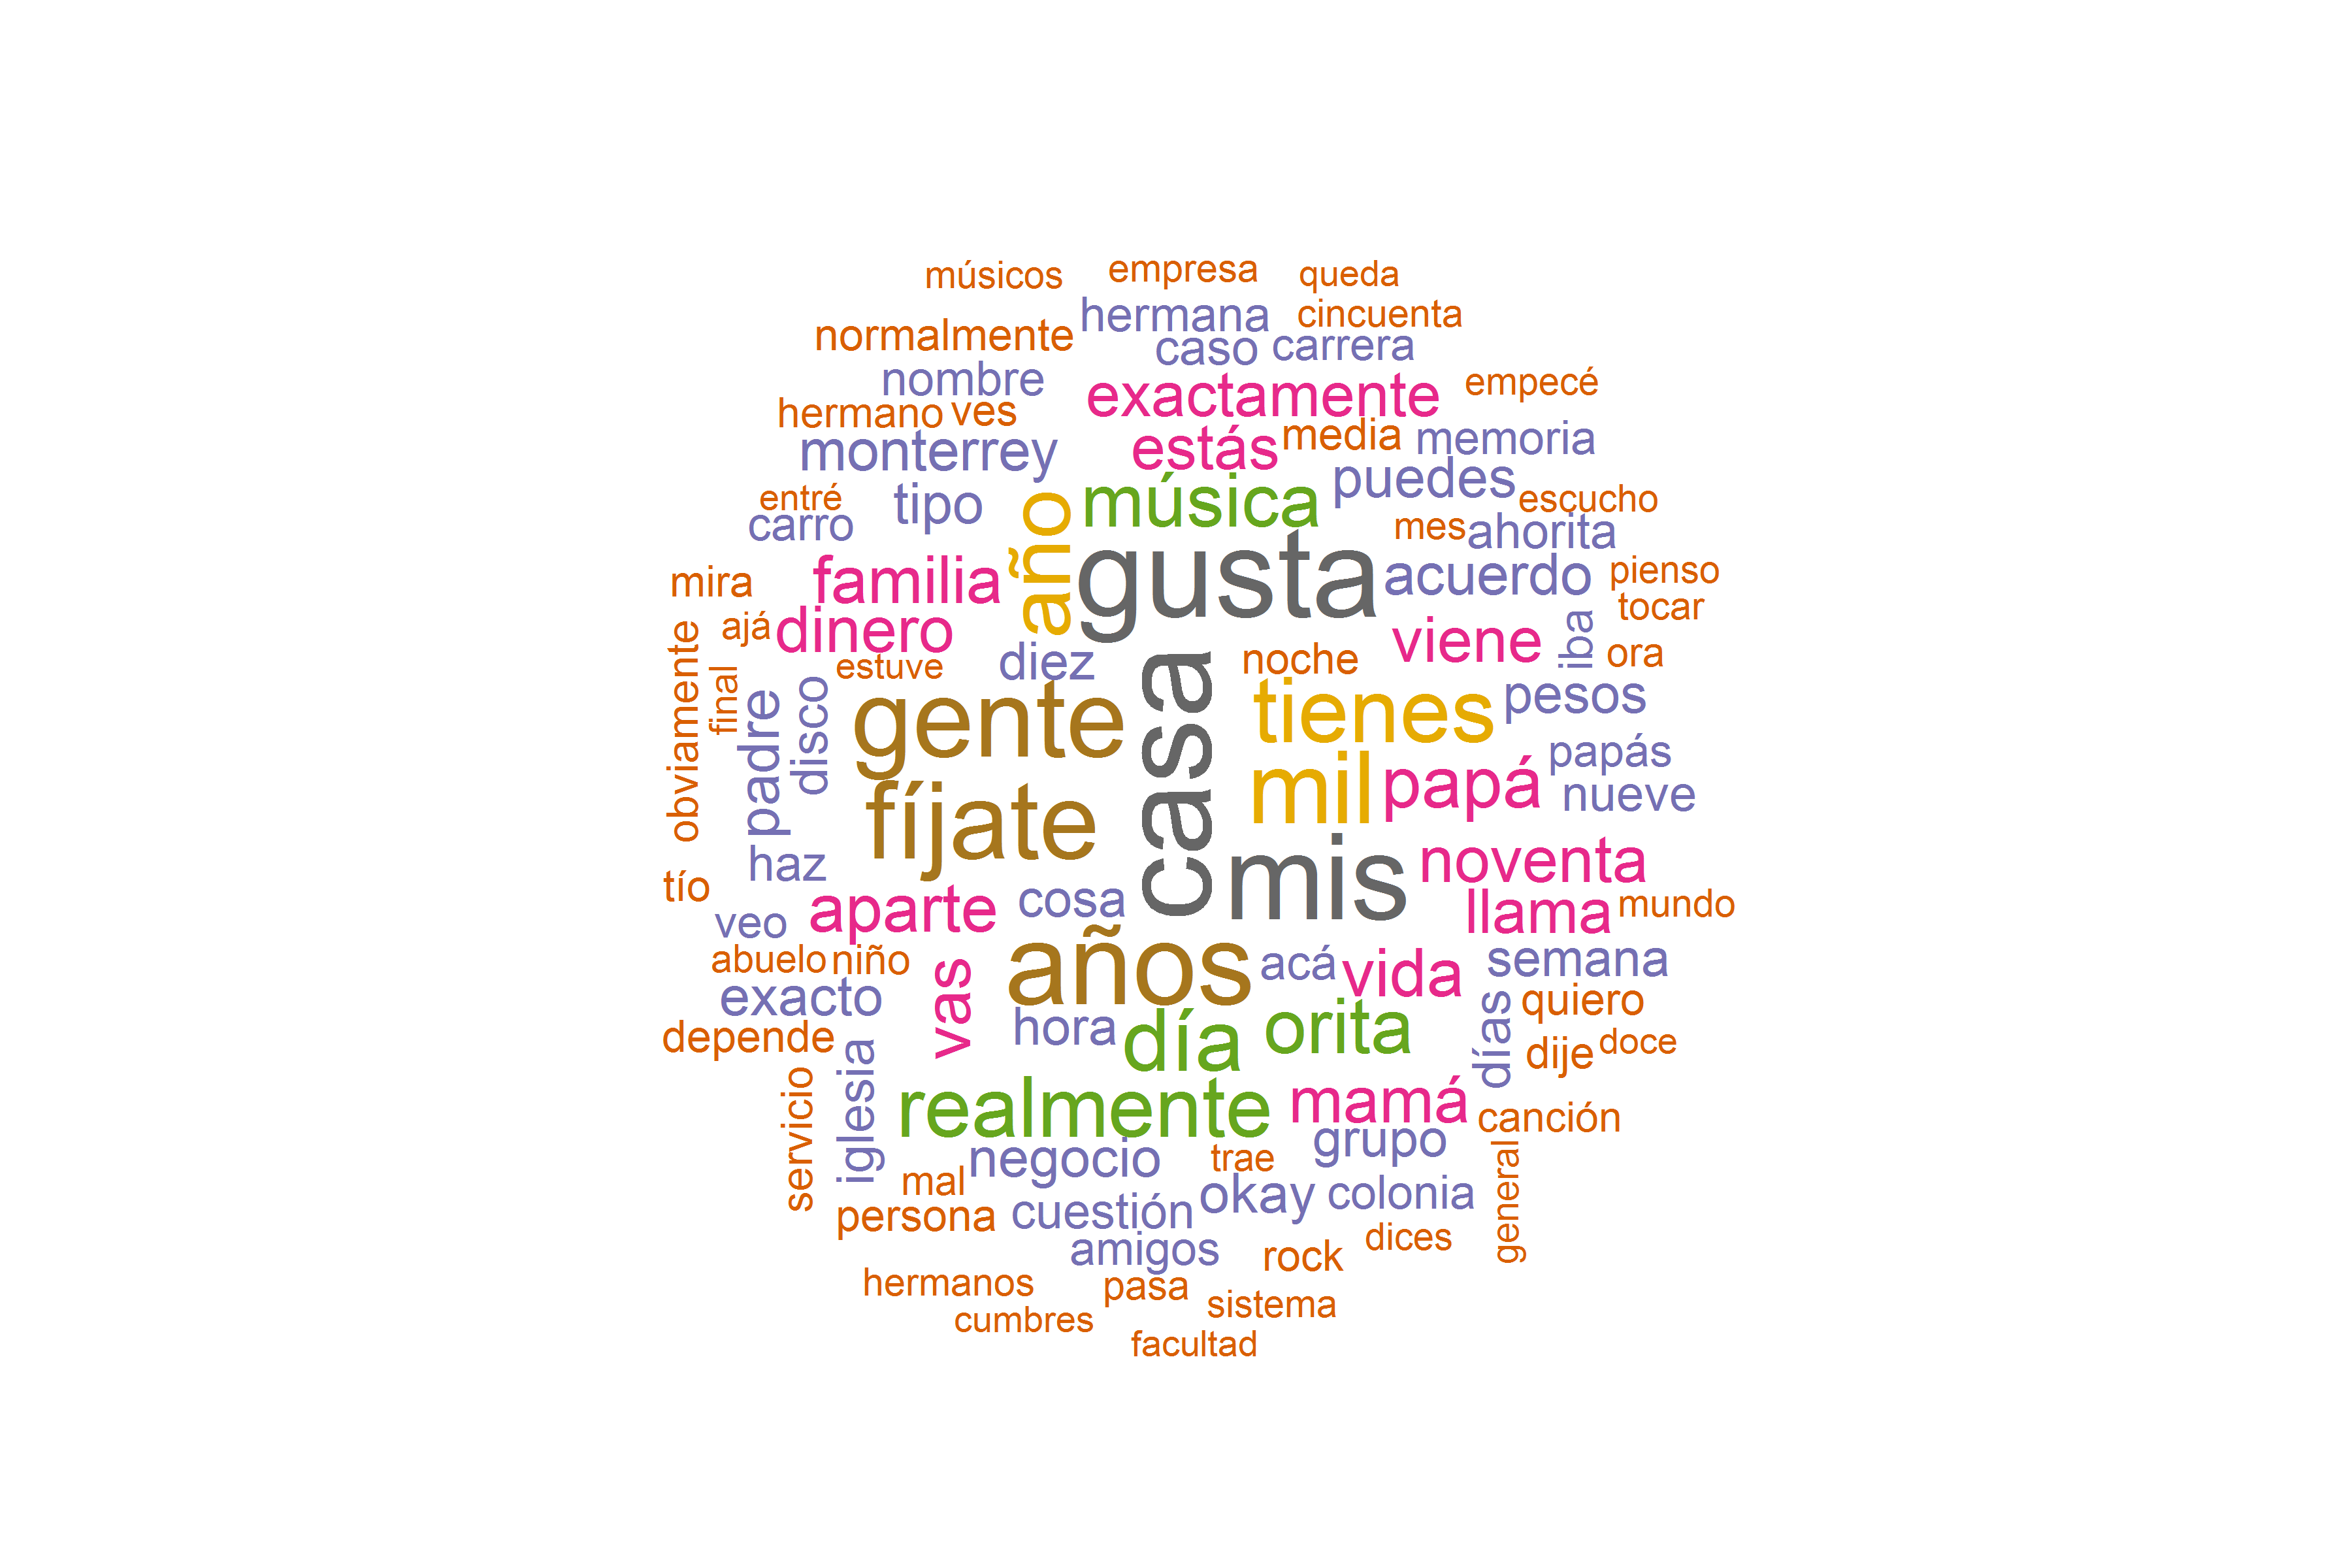 músicos
empresa
queda
hermana
cincuenta
normalmente
caso
carrera
nombre
exactamente
empecé
hermano
ves
monterrey
estás
media
memoria
entré
tipo
año
música
puedes
escucho
carro
mes
ahorita
mira
familia
gusta
acuerdo
pienso
tocar
obviamente
ajá
dinero
viene
iba
ora
final
estuve
diez
noche
padre
disco
gente
casa
tienes
pesos
papás
fíjate
mil
papá
nueve
tío
haz
mis
noventa
veo
aparte
cosa
llama
mundo
abuelo
niño
años
acá
vida
semana
exacto
vas
hora
día
orita
días
quiero
depende
dije
doce
servicio
iglesia
realmente
mamá
canción
negocio
trae
grupo
general
mal
persona
cuestión
okay
colonia
amigos
rock
dices
hermanos
pasa
sistema
cumbres
facultad